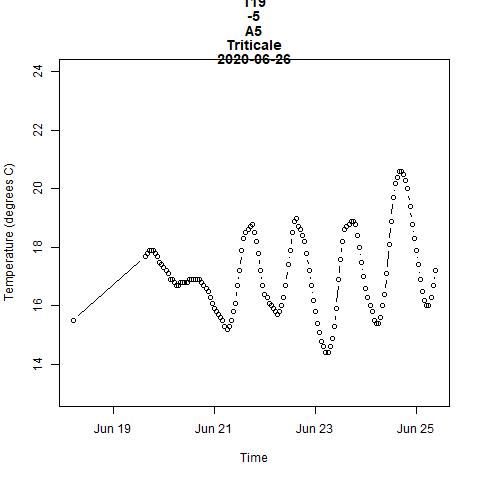 T19
-5
A5
Triticale
2020-06-26
24
22
20
18
16
14
Temperature (degrees C)
Jun 19
Jun 21
Jun 23
Jun 25
Time